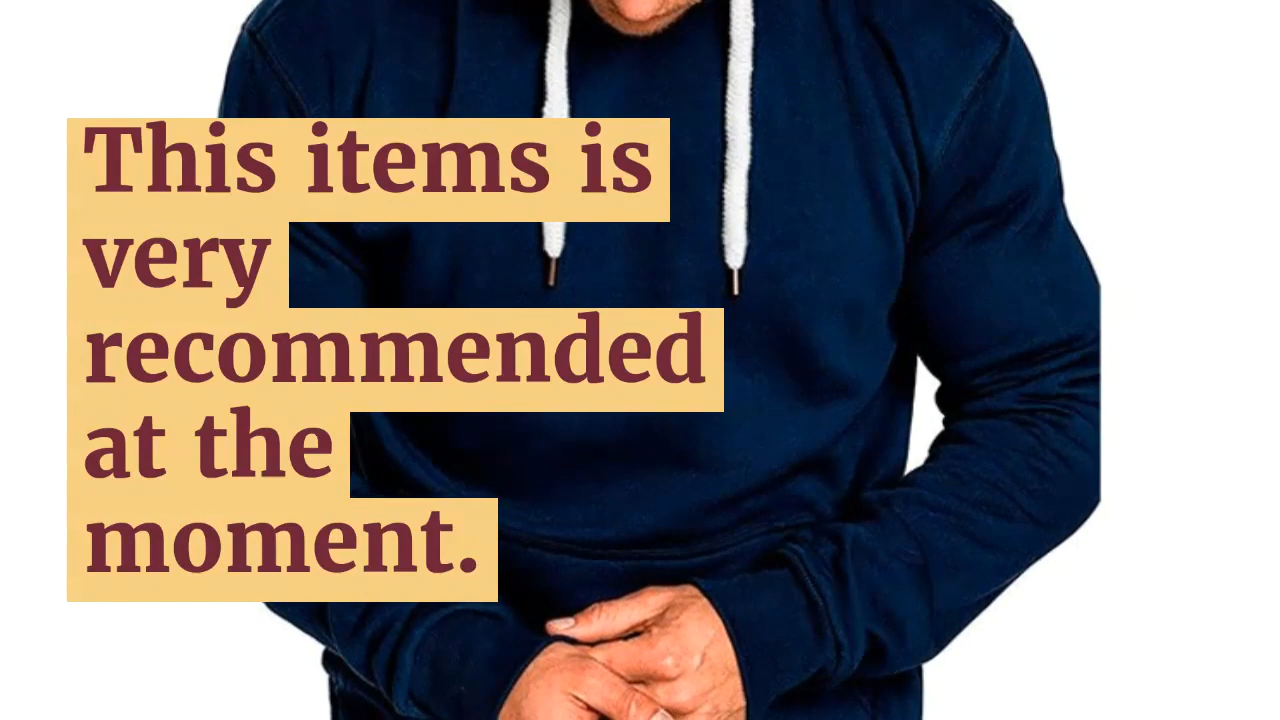 This items is
very
recommended
at the
moment.